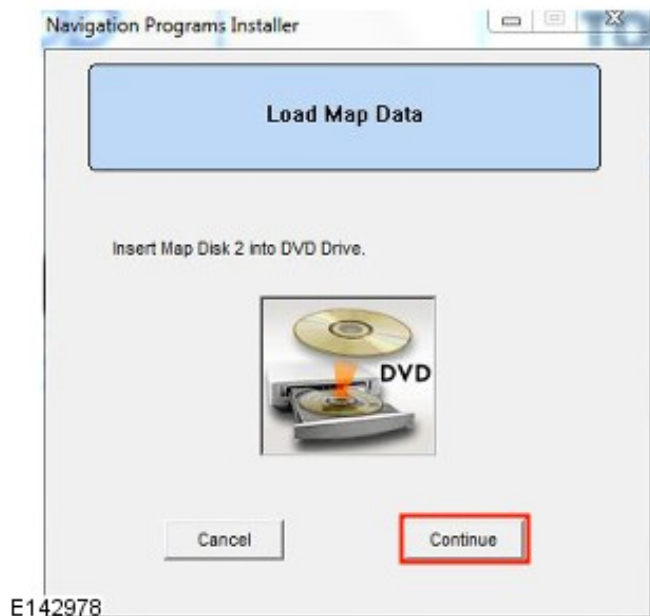 Navigation Programs Installer
Load Map Data
Insert Map Disk 2 into DVD Drive.
DVD
Cancel
Continue
E142978